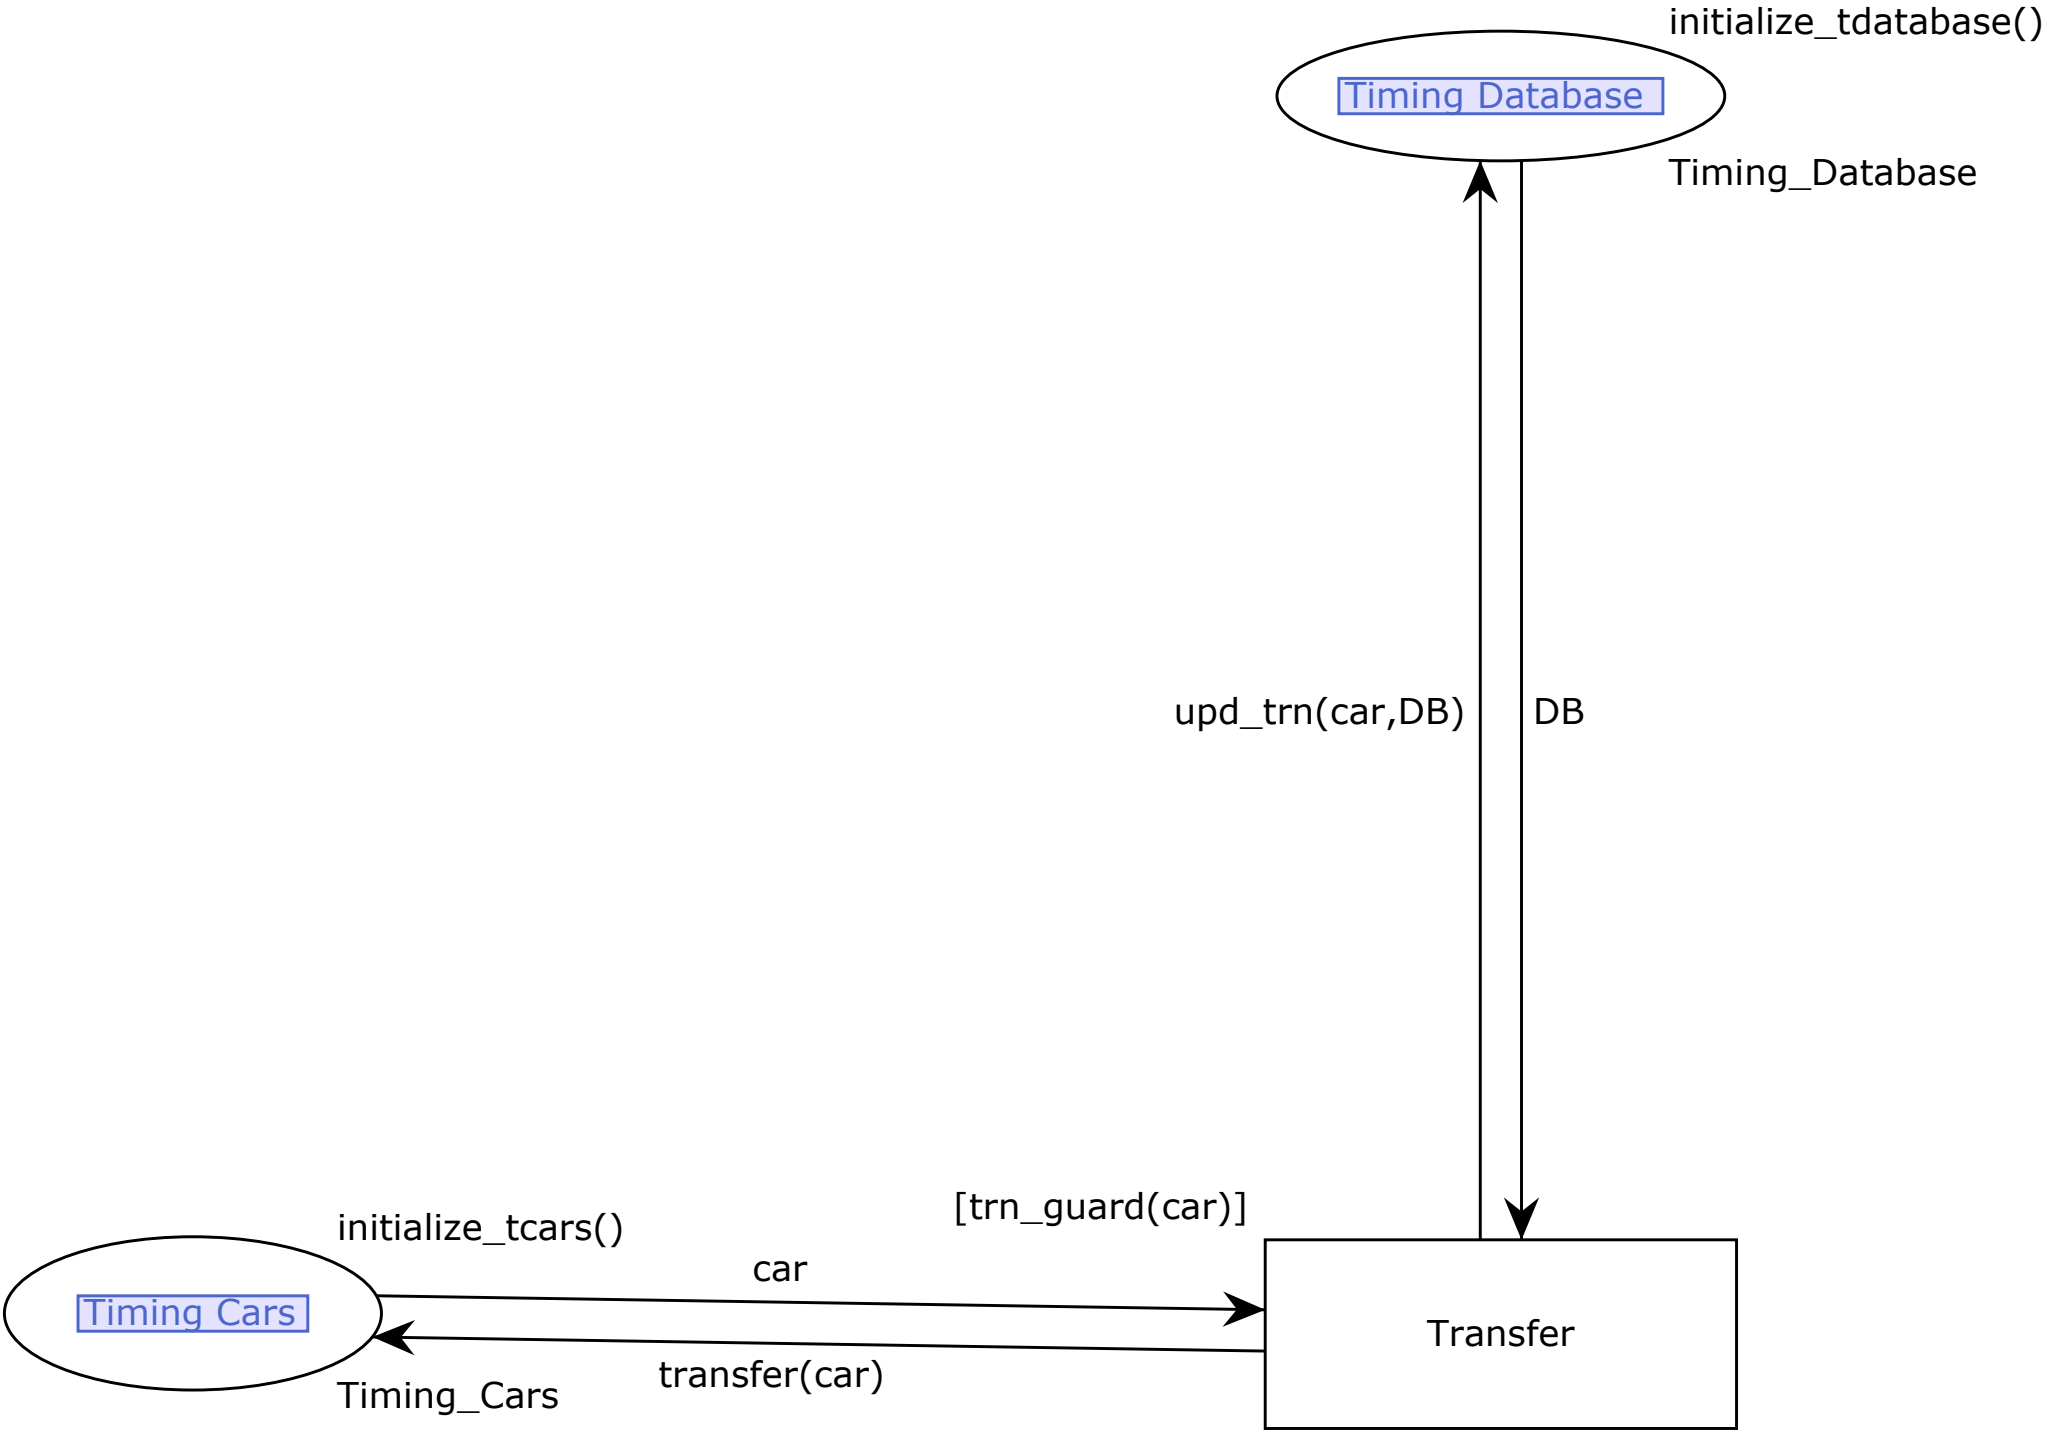 initialize_tdatabase()
Timing Database
Timing_Database
upd_trn(car,DB)
DB
[trn_guard(car)]
initialize_tcars()
car
Timing Cars
Transfer
transfer(car)
Timing_Cars